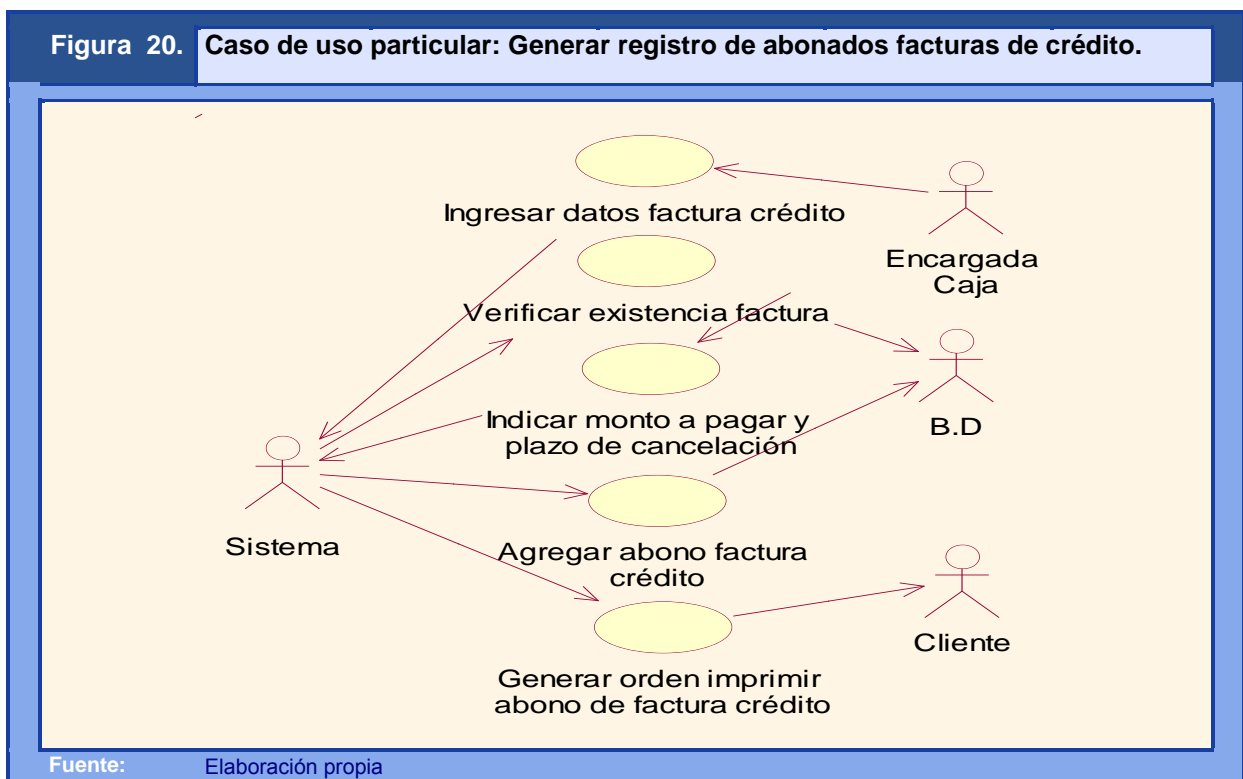 Figura 20. Caso de uso particular: Generar registro de abonados facturas de crédito.
Ingresar datos factura crédito
Encargada
Caja
Verificar existencia factura
Indicar monto a pagar y
plazo de cancelación
B.D
Sistema
Agregar abono factura
crédito
Cliente
Generar orden imprimir
abono de factura crédito
Fuente: Elaboración propia